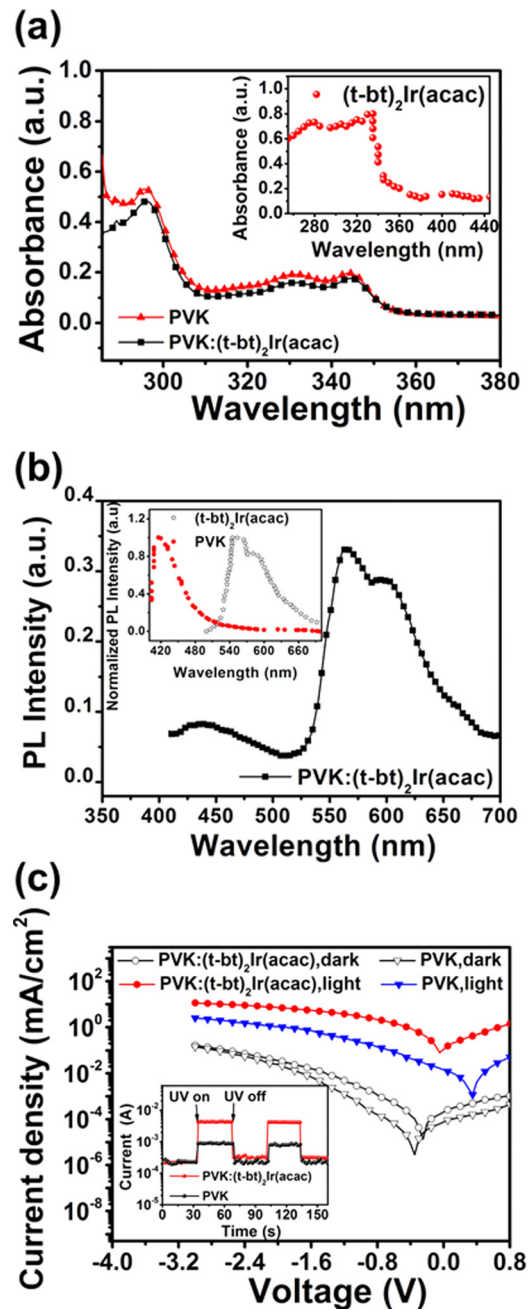 (a)
Absorbance (a.u.)
1.0
0.8
0.6
0.4
0.2
0.0
300 320 340 360 380
Wavelength (nm)
PVK
PVK:(t-bt)2Ir(acac)
(t-bt)2Ir(acac)
Absorbance (a.u.)
1.0
0.8
0.6
0.4
0.2
0.0
280 320 360 400 440
Wavelength (nm)
(b)
PL Intensity (a.u.)
0.4
0.3
0.2
0.1
0.0
350 400 450 500 550 600 650 700
Wavelength (nm)
PVK:(t-bt)2Ir(acac)
Normalized PL Intensity (a.u)
1.2
0.8
0.4
0.0
420 480 540 600 660
Wavelength (nm)
(t-bt)2Ir(acac)
PVK
(c)
Current density (mA/cm2)
10^2
10^0
10^-2
10^-4
10^-6
10^-8
-4.0 -3.2 -2.4 -1.6 -0.8 0.0 0.8
Voltage (V)
PVK:(t-bt)2Ir(acac),dark PVK,dark
PVK:(t-bt)2Ir(acac),light PVK,light
Current (A)
10^-2
10^-3
10^-4
10^-5
0 50 100 150
Time (s)
UV on UV off
PVK:(t-bt)2Ir(acac)
PVK